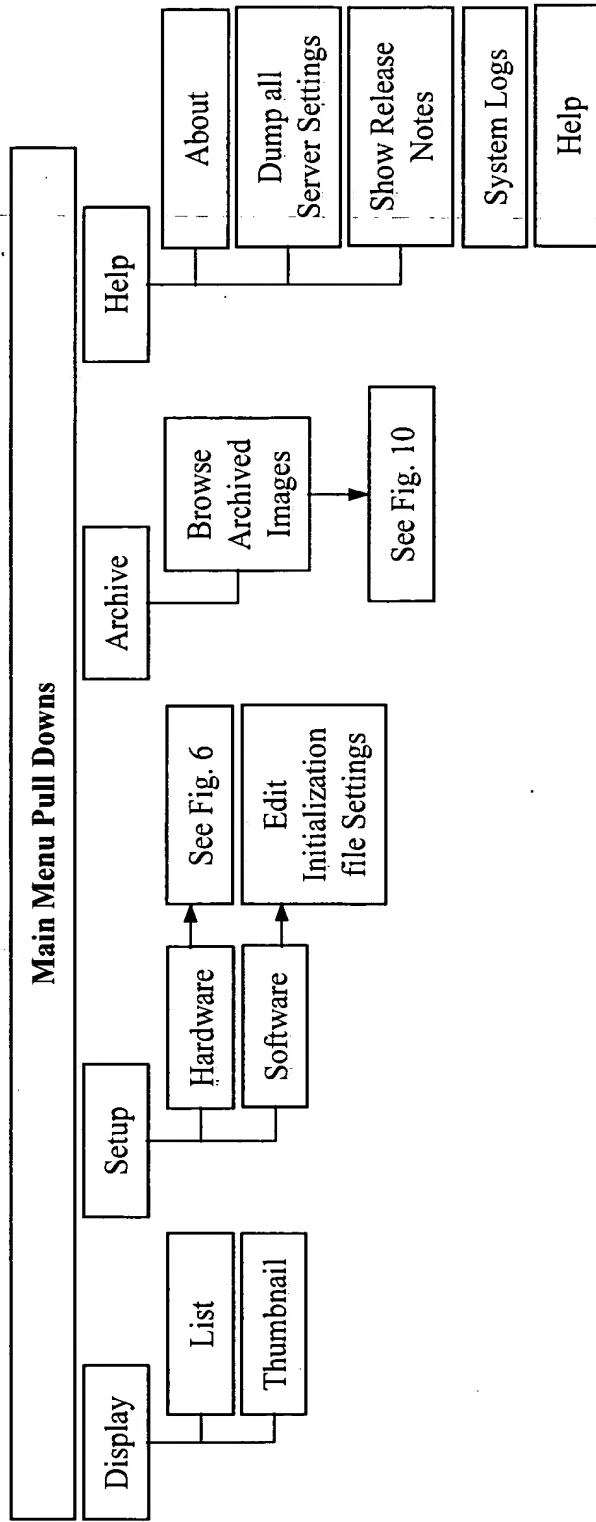 Main Menu Pull Downs
Display
List
Thumbnail
Setup
Hardware
See Fig. 6
Software
Edit
Initialization
file Settings
Archive
Browse
Archived
Images
See Fig. 10
Help
About
Dump all
Server Settings
Show Release
Notes
System Logs
Help